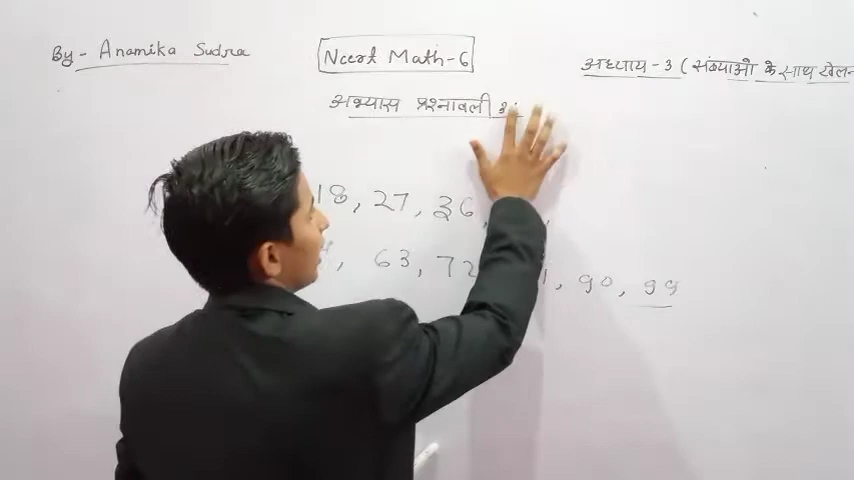 By- Anamika Sudra
Ncert Math-6
अध्याय-3 (संख्याओ के साथ खेलन
अभ्यास प्रश्नावली 3.
18, 27, 36,
63, 72
, 90, 99